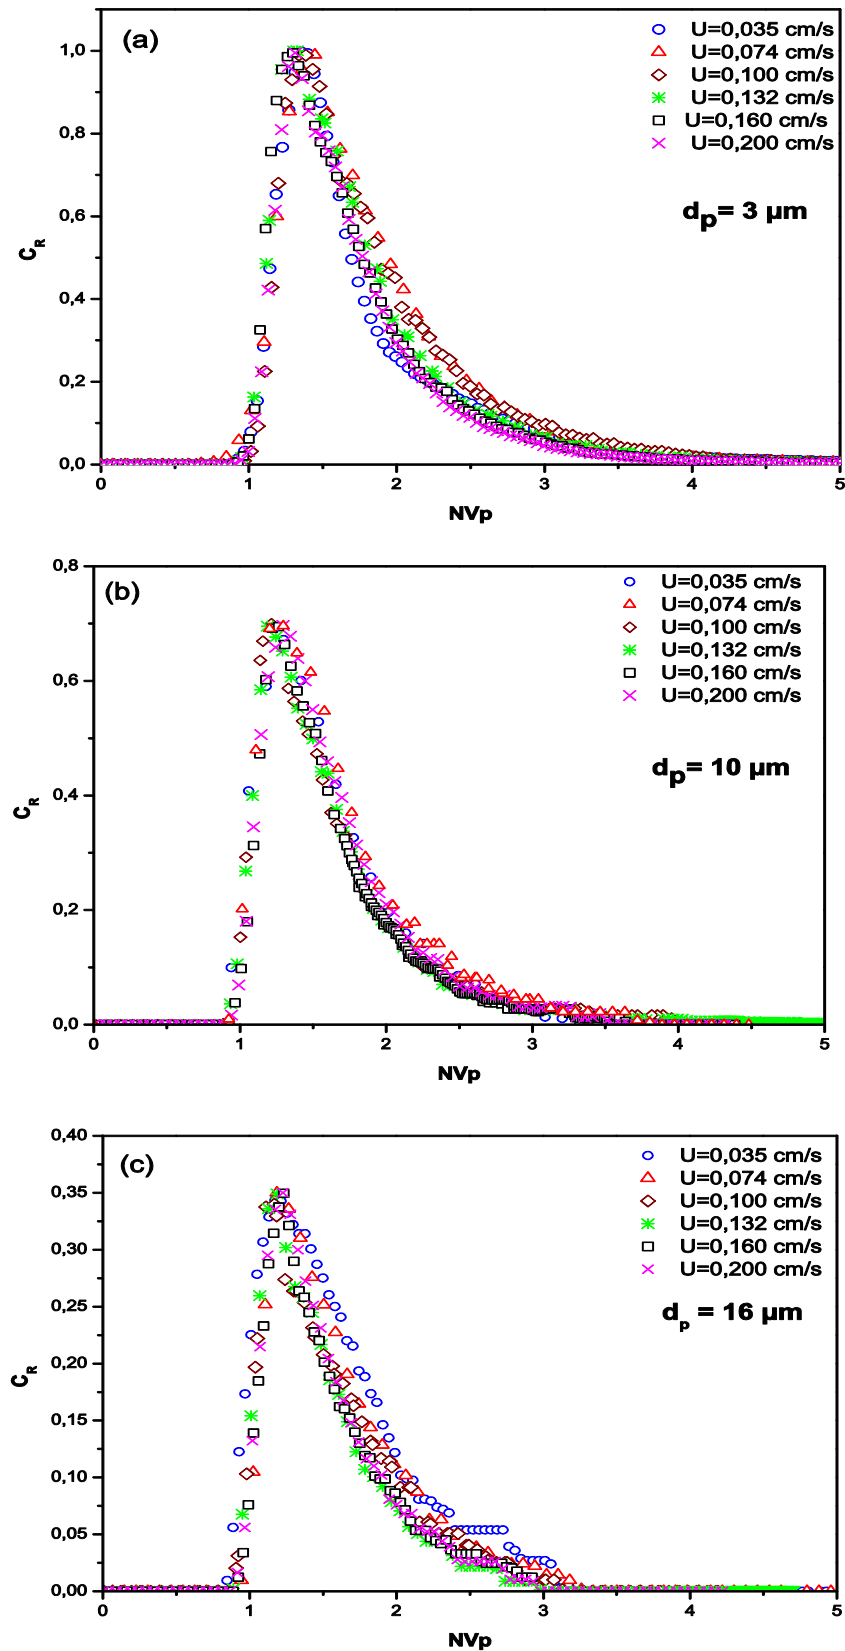 (a)
U=0,035 cm/s
U=0,074 cm/s
U=0,100 cm/s
U=0,132 cm/s
U=0,160 cm/s
U=0,200 cm/s
dp= 3 µm
1,0
0,8
0,6
0,4
0,2
0,0
CR
0 1 2 3 4 5
NVp
(b)
U=0,035 cm/s
U=0,074 cm/s
U=0,100 cm/s
U=0,132 cm/s
U=0,160 cm/s
U=0,200 cm/s
dp= 10 µm
0,8
0,6
0,4
0,2
0,0
CR
0 1 2 3 4 5
NVp
(c)
U=0,035 cm/s
U=0,074 cm/s
U=0,100 cm/s
U=0,132 cm/s
U=0,160 cm/s
U=0,200 cm/s
dp = 16 µm
0,40
0,35
0,30
0,25
0,20
0,15
0,10
0,05
0,00
CR
0 1 2 3 4 5
NVp